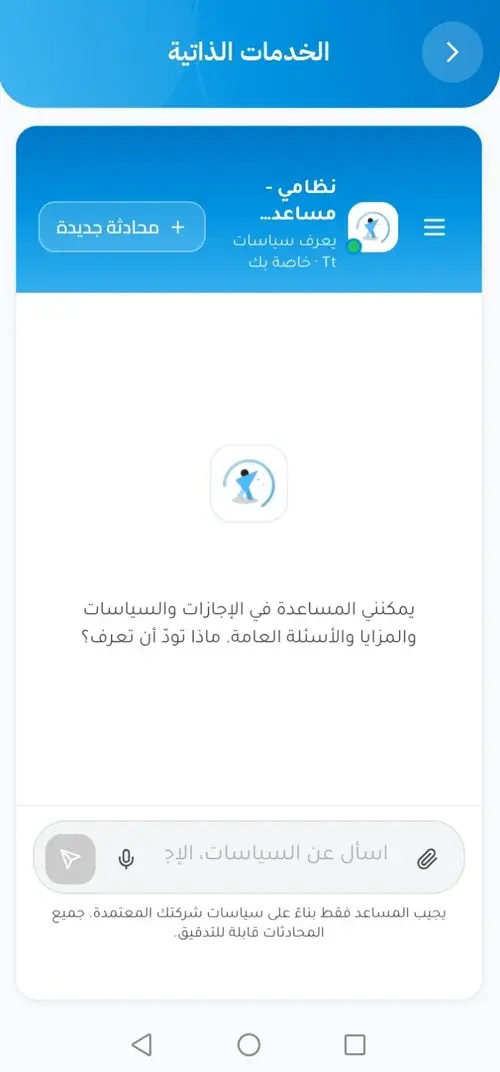 الخدمات الذاتية
نظامي -
مساعد...
يعرف سياسات
Tt · خاصة بك
+ محادثة جديدة
يمكنني المساعدة في الإجازات والسياسات
والمزايا والأسئلة العامة. ماذا تودّ أن تعرف؟
اسأل عن السياسات، الإج
يجيب المساعد فقط بناءً على سياسات شركتك المعتمدة. جميع
المحادثات قابلة للتدقيق.